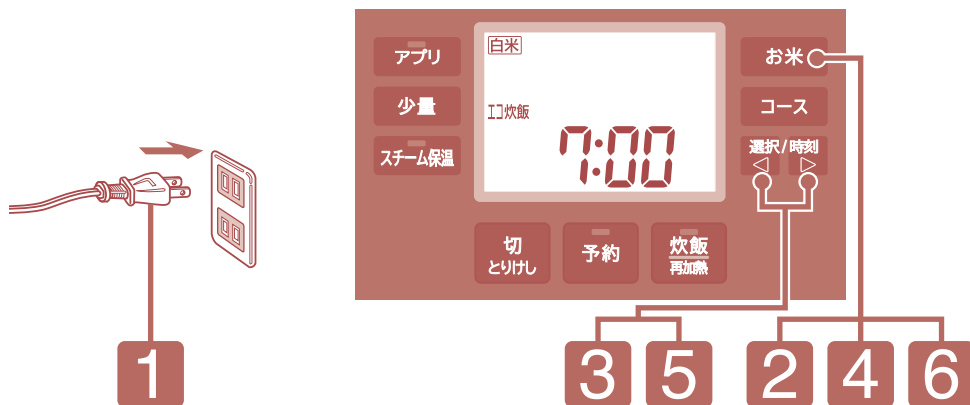 アプリ
少量
スチーム保温
白米
エコ炊飯
7:00
お米
コース
選択/時刻
切
とりけし
予約
炊飯
再加熱
1
3
5
2
4
6